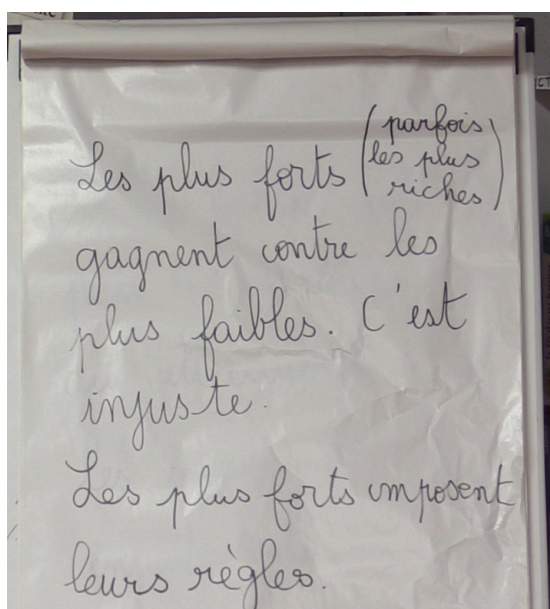 Les plus forts (parfois
les plus
riches)
gagnent contre les
plus faibles. C'est
injuste.
Les plus forts imposent
leurs règles.